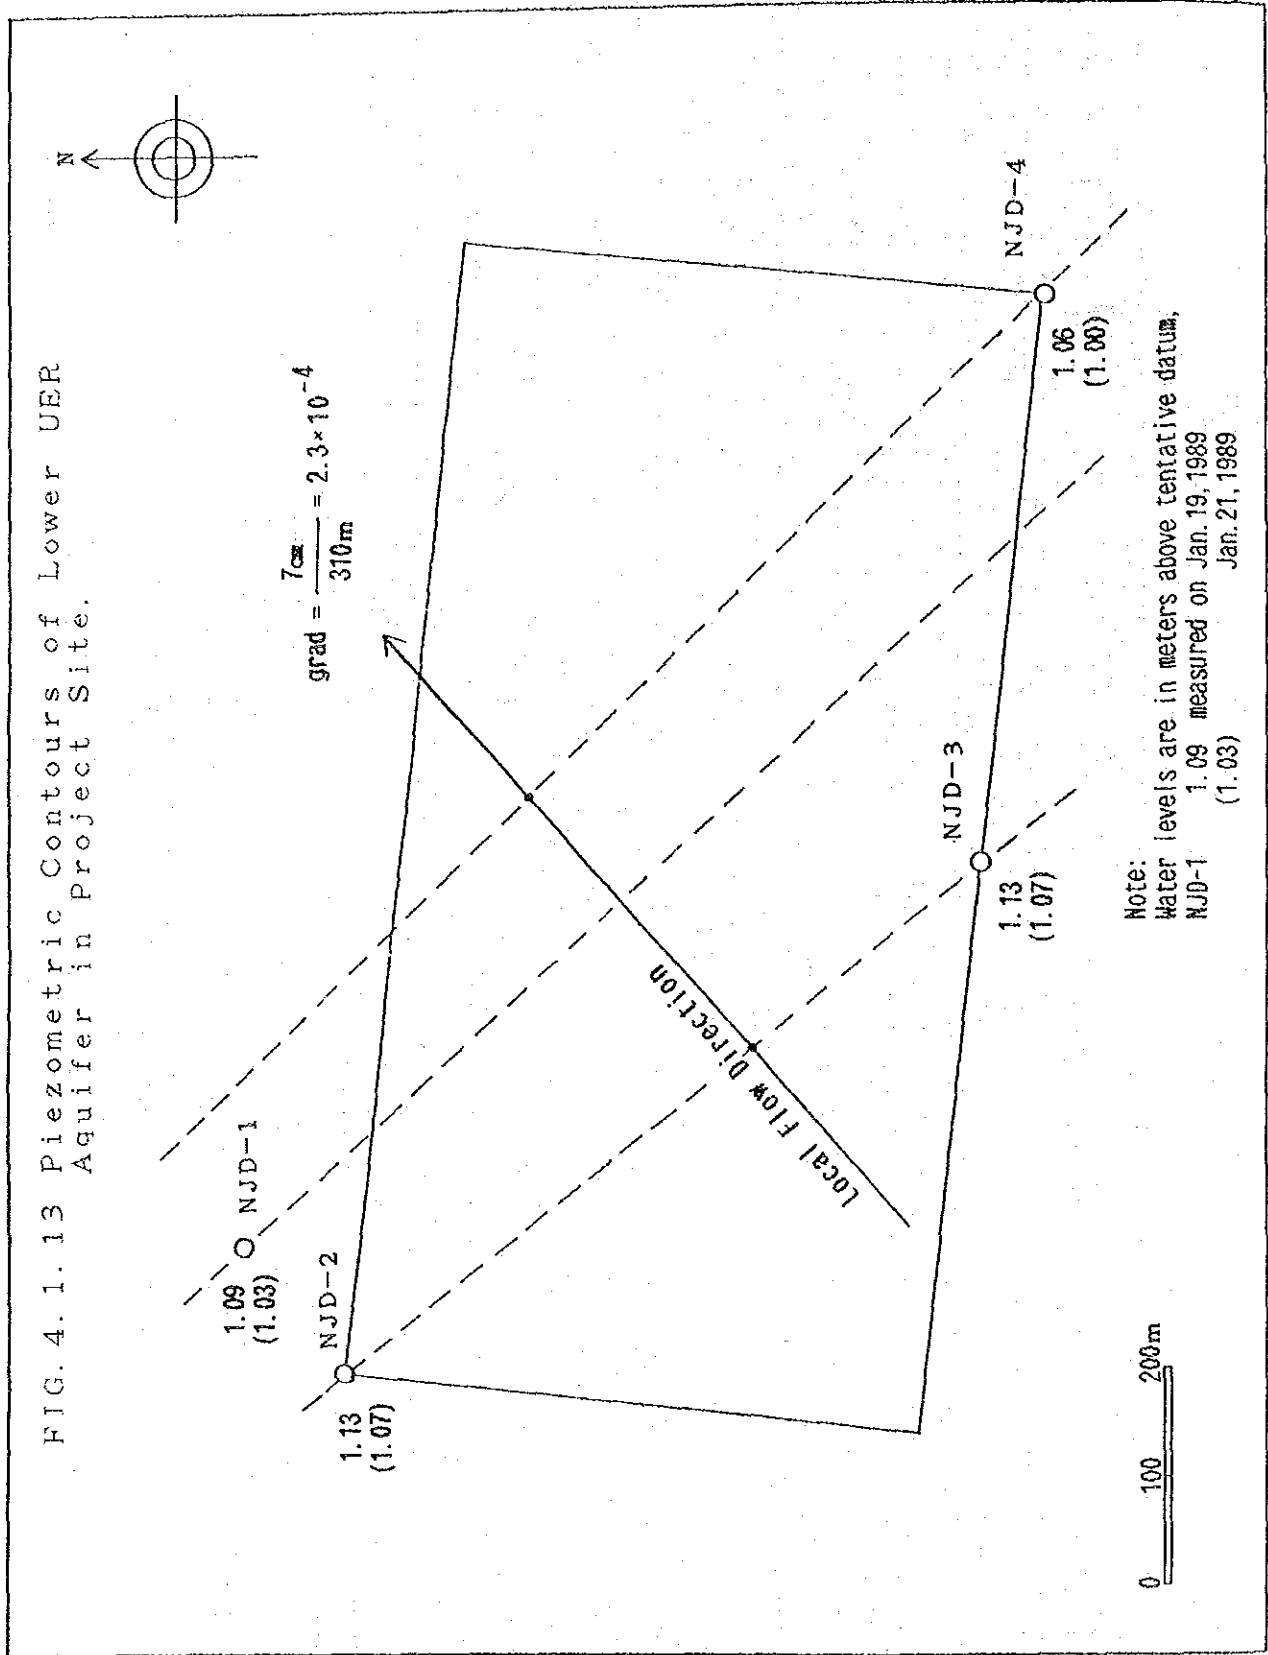 FIG. 4. 1. 13 Piezometric Contours of Lower UER
Aquifer in Project Site.
N
grad = 7cm / 310m = 2.3×10⁻⁴
1.09
(1.03)
NJD-1
NJD-2
1.13
(1.07)
Local Flow Direction
NJD-3
1.13
(1.07)
NJD-4
1.06
(1.00)
Note:
Water levels are in meters above tentative datum,
NJD-1 1.09 measured on Jan.19,1989
(1.03) Jan.21,1989
0 100 200m